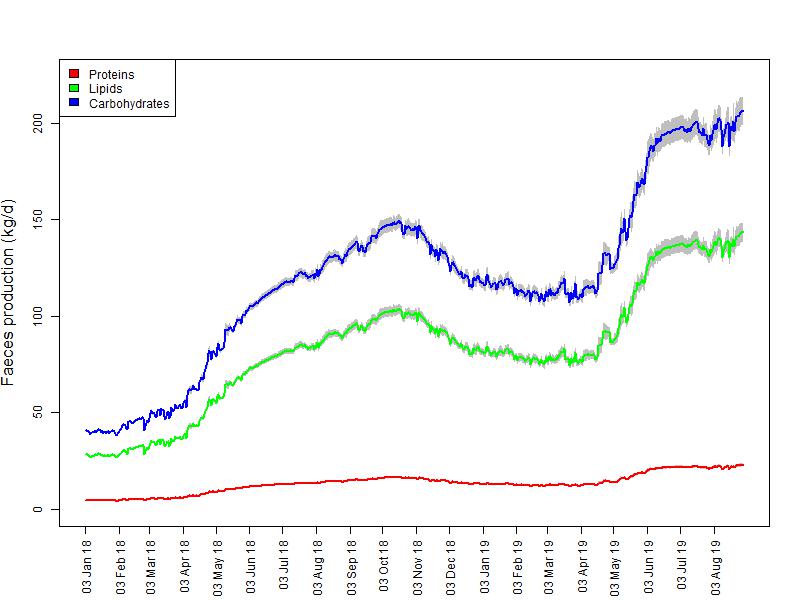 Proteins
Lipids
Carbohydrates
Faeces production (kg/d)
200
150
100
50
0
03 Jan 18
03 Feb 18
03 Mar 18
03 Apr 18
03 May 18
03 Jun 18
03 Jul 18
03 Aug 18
03 Sep 18
03 Oct 18
03 Nov 18
03 Dec 18
03 Jan 19
03 Feb 19
03 Mar 19
03 Apr 19
03 May 19
03 Jun 19
03 Jul 19
03 Aug 19